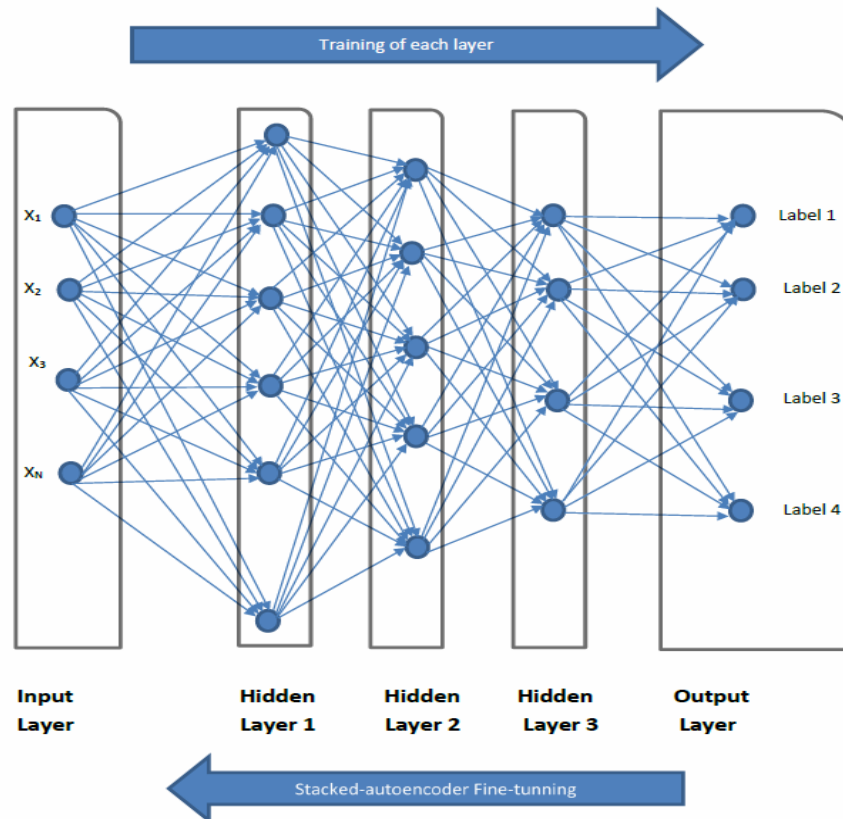 Training of each layer
X₁
Label 1
X₂
Label 2
X₃
Label 3
X_N
Label 4
Input
Layer
Hidden
Layer 1
Hidden
Layer 2
Hidden
Layer 3
Output
Layer
Stacked-autoencoder Fine-tunning